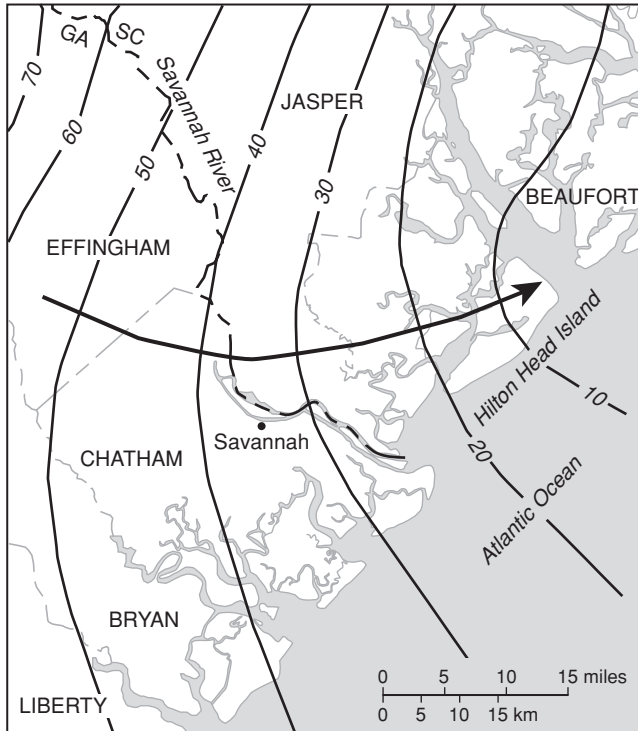 GA SC
70
60
50
40
30
Savannah River
JASPER
BEAUFORT
EFFINGHAM
Hilton Head Island
10
20
Savannah
CHATHAM
Atlantic Ocean
BRYAN
LIBERTY
0 5 10 15 miles
0 5 10 15 km